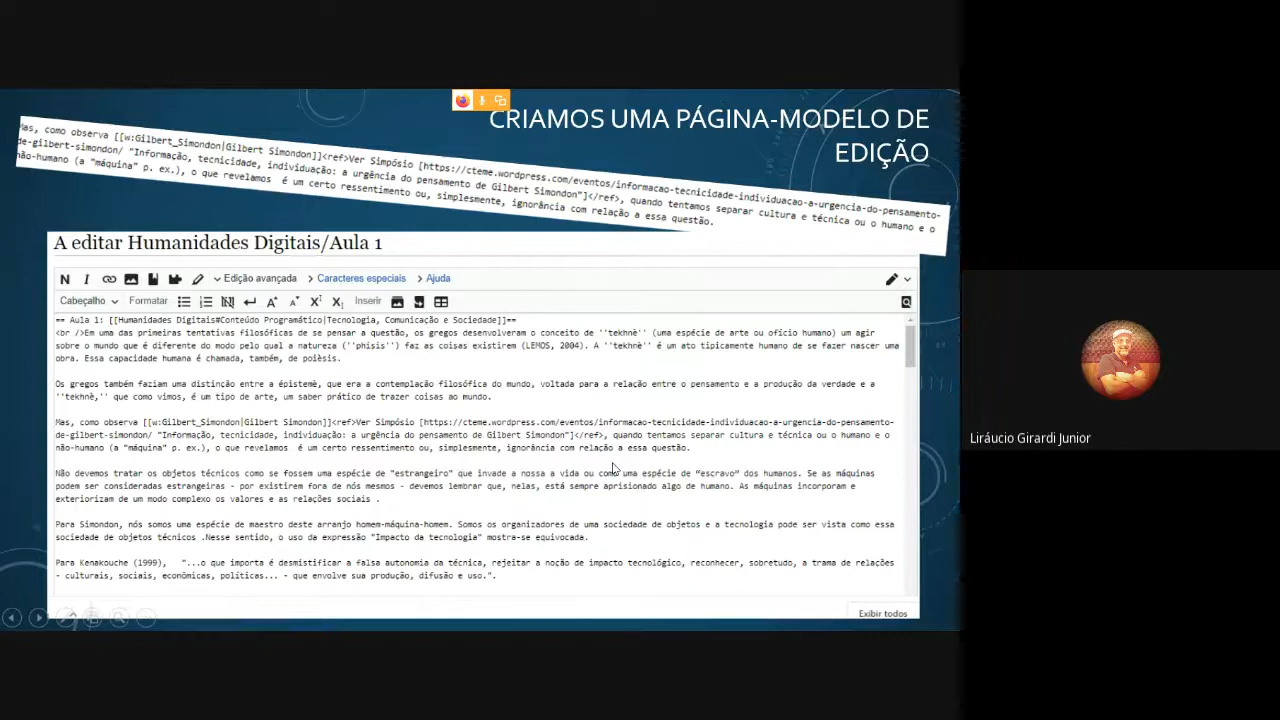 CRIAMOS UMA PÁGINA-MODELO DE
EDIÇÃO
Mas, como observa [[w:Gilbert_Simondon|Gilbert Simondon]]<ref>Ver Simpósio [https://cteme.wordpress.com/eventos/informacao-tecnicidade-individuacao-a-urgencia-do-pensamento-
de-gilbert-simondon/ "Informação, tecnicidade, individuação: a urgência do pensamento de Gilbert Simondon"]</ref>, quando tentamos separar cultura e técnica ou o humano e o
não-humano (a "máquina" p. ex.), o que revelamos  é um certo ressentimento ou, simplesmente, ignorância com relação a essa questão.
A editar Humanidades Digitais/Aula 1
N I Edição avançada Caracteres especiais Ajuda
Cabeçalho Formatar Inserir
== Aula 1: [[Humanidades Digitais#Conteúdo Programático|Tecnologia, Comunicação e Sociedade]]==
<br />Em uma das primeiras tentativas filosóficas de se pensar a questão, os gregos desenvolveram o conceito de ''tekhnè'' (uma espécie de arte ou ofício humano) um agir
sobre o mundo que é diferente do modo pelo qual a natureza (''phisis'') faz as coisas existirem (LEMOS, 2004). A ''tekhnè'' é um ato tipicamente humano de se fazer nascer uma
obra. Essa capacidade humana é chamada, também, de poièsis.
Os gregos também faziam uma distinção entre a épistemè, que era a contemplação filosófica do mundo, voltada para a relação entre o pensamento e a produção da verdade e a
''tekhnè,'' que como vimos, é um tipo de arte, um saber prático de trazer coisas ao mundo.
Mas, como observa [[w:Gilbert_Simondon|Gilbert Simondon]]<ref>Ver Simpósio [https://cteme.wordpress.com/eventos/informacao-tecnicidade-individuacao-a-urgencia-do-pensamento-
de-gilbert-simondon/ "Informação, tecnicidade, individuação: a urgência do pensamento de Gilbert Simondon"]</ref>, quando tentamos separar cultura e técnica ou o humano e o
não-humano (a "máquina" p. ex.), o que revelamos  é um certo ressentimento ou, simplesmente, ignorância com relação a essa questão.
Não devemos tratar os objetos técnicos como se fossem uma espécie de "estrangeiro" que invade a nossa a vida ou como uma espécie de “escravo” dos humanos. Se as máquinas
podem ser consideradas estrangeiras - por existirem fora de nós mesmos - devemos lembrar que, nelas, está sempre aprisionado algo de humano. As máquinas incorporam e
exteriorizam de um modo complexo os valores e as relações sociais .
Para Simondon, nós somos uma espécie de maestro deste arranjo homem-máquina-homem. Somos os organizadores de uma sociedade de objetos e a tecnologia pode ser vista como essa
sociedade de objetos técnicos .Nesse sentido, o uso da expressão "Impacto da tecnologia" mostra-se equivocada.
Para Kenakouche (1999),   "...o que importa é desmistificar a falsa autonomia da técnica, rejeitar a noção de impacto tecnológico, reconhecer, sobretudo, a trama de relações
- culturais, sociais, econômicas, políticas... - que envolve sua produção, difusão e uso.".
Exibir todos
Liráucio Girardi Junior